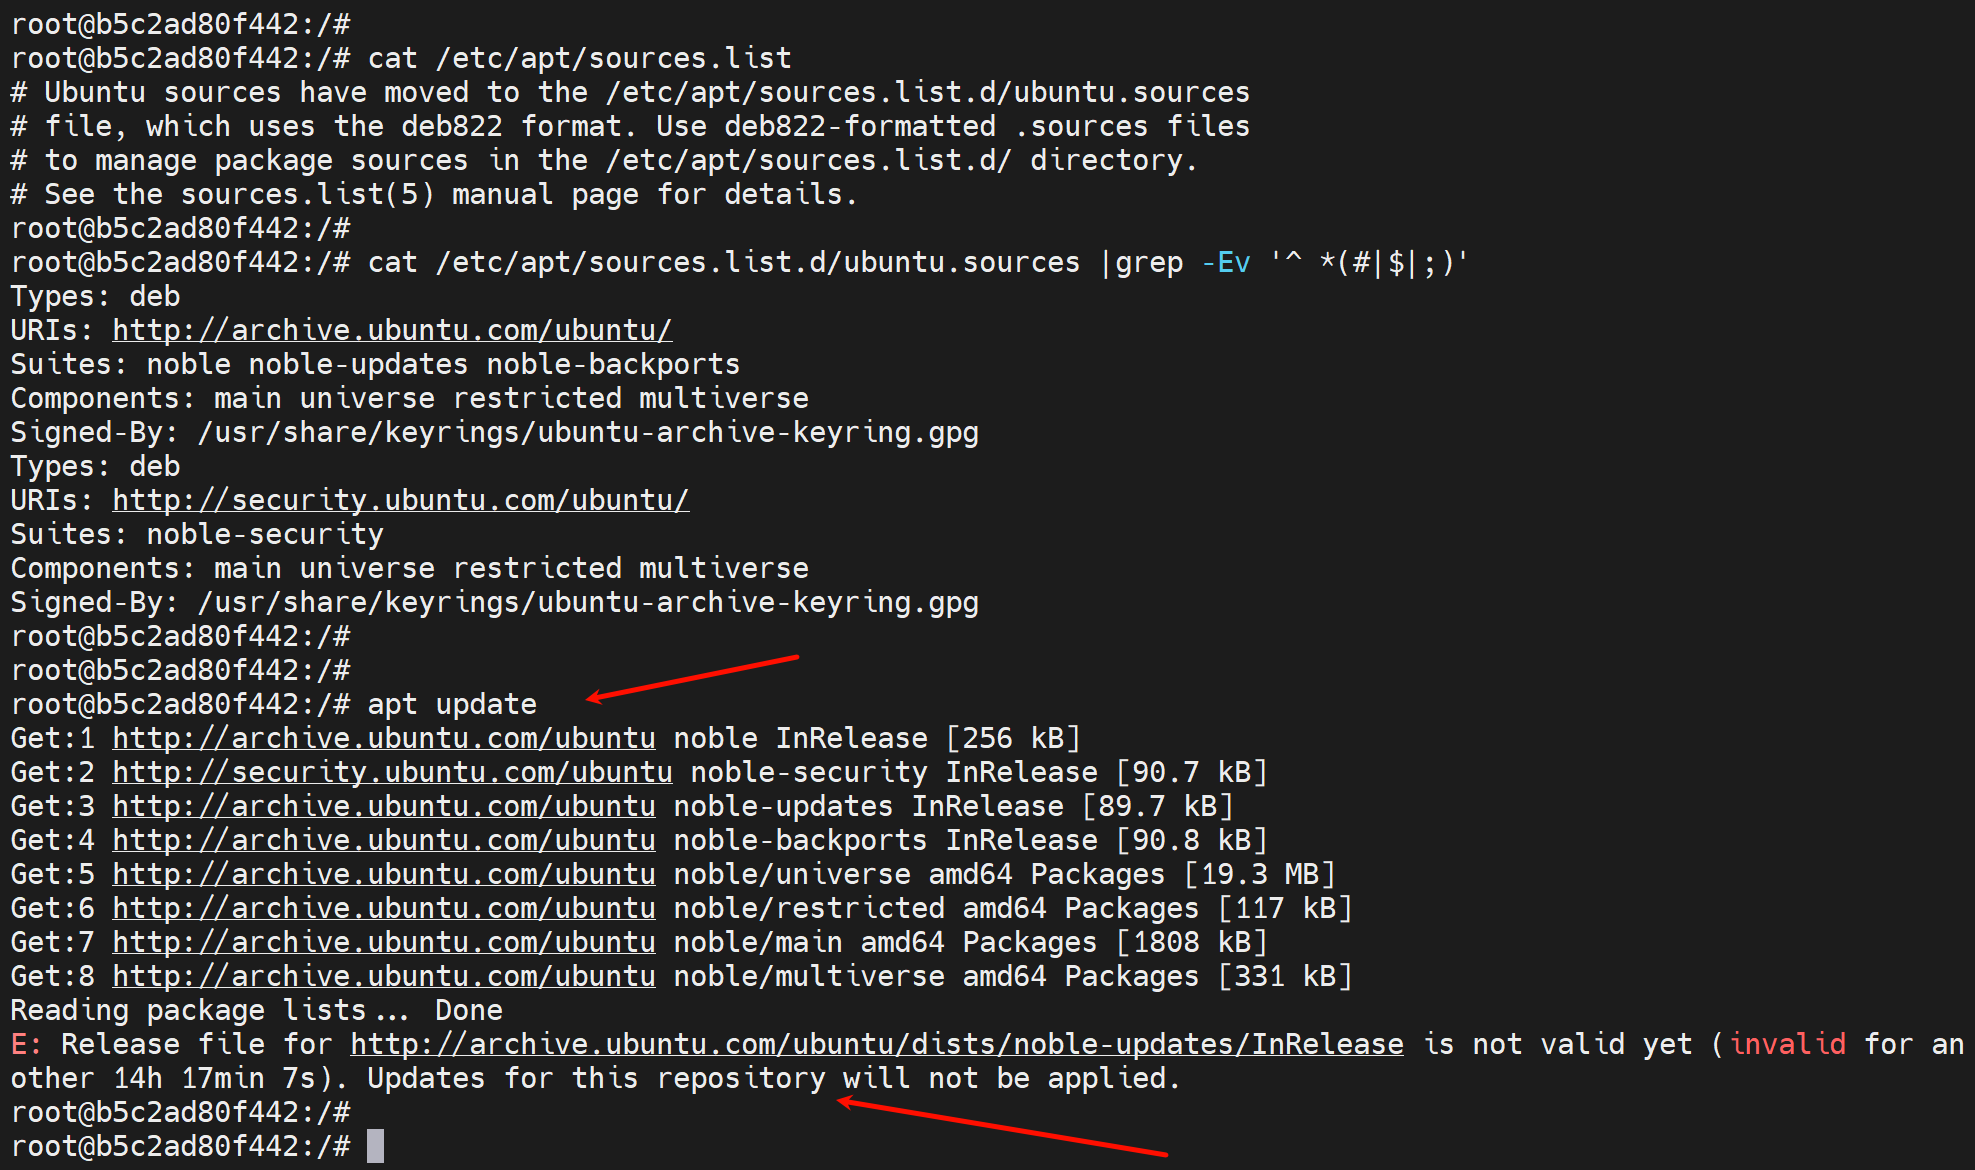 root@b5c2ad80f442:/#
root@b5c2ad80f442:/# cat /etc/apt/sources.list
# Ubuntu sources have moved to the /etc/apt/sources.list.d/ubuntu.sources
# file, which uses the deb822 format. Use deb822-formatted .sources files
# to manage package sources in the /etc/apt/sources.list.d/ directory.
# See the sources.list(5) manual page for details.
root@b5c2ad80f442:/#
root@b5c2ad80f442:/# cat /etc/apt/sources.list.d/ubuntu.sources |grep -Ev '^ *(#|$|;)'
Types: deb
URIs: http://archive.ubuntu.com/ubuntu/
Suites: noble noble-updates noble-backports
Components: main universe restricted multiverse
Signed-By: /usr/share/keyrings/ubuntu-archive-keyring.gpg
Types: deb
URIs: http://security.ubuntu.com/ubuntu/
Suites: noble-security
Components: main universe restricted multiverse
Signed-By: /usr/share/keyrings/ubuntu-archive-keyring.gpg
root@b5c2ad80f442:/#
root@b5c2ad80f442:/#
root@b5c2ad80f442:/# apt update
Get:1 http://archive.ubuntu.com/ubuntu noble InRelease [256 kB]
Get:2 http://security.ubuntu.com/ubuntu noble-security InRelease [90.7 kB]
Get:3 http://archive.ubuntu.com/ubuntu noble-updates InRelease [89.7 kB]
Get:4 http://archive.ubuntu.com/ubuntu noble-backports InRelease [90.8 kB]
Get:5 http://archive.ubuntu.com/ubuntu noble/universe amd64 Packages [19.3 MB]
Get:6 http://archive.ubuntu.com/ubuntu noble/restricted amd64 Packages [117 kB]
Get:7 http://archive.ubuntu.com/ubuntu noble/main amd64 Packages [1808 kB]
Get:8 http://archive.ubuntu.com/ubuntu noble/multiverse amd64 Packages [331 kB]
Reading package lists... Done
E: Release file for http://archive.ubuntu.com/ubuntu/dists/noble-updates/InRelease is not valid yet (invalid for an
other 14h 17min 7s). Updates for this repository will not be applied.
root@b5c2ad80f442:/#
root@b5c2ad80f442:/#